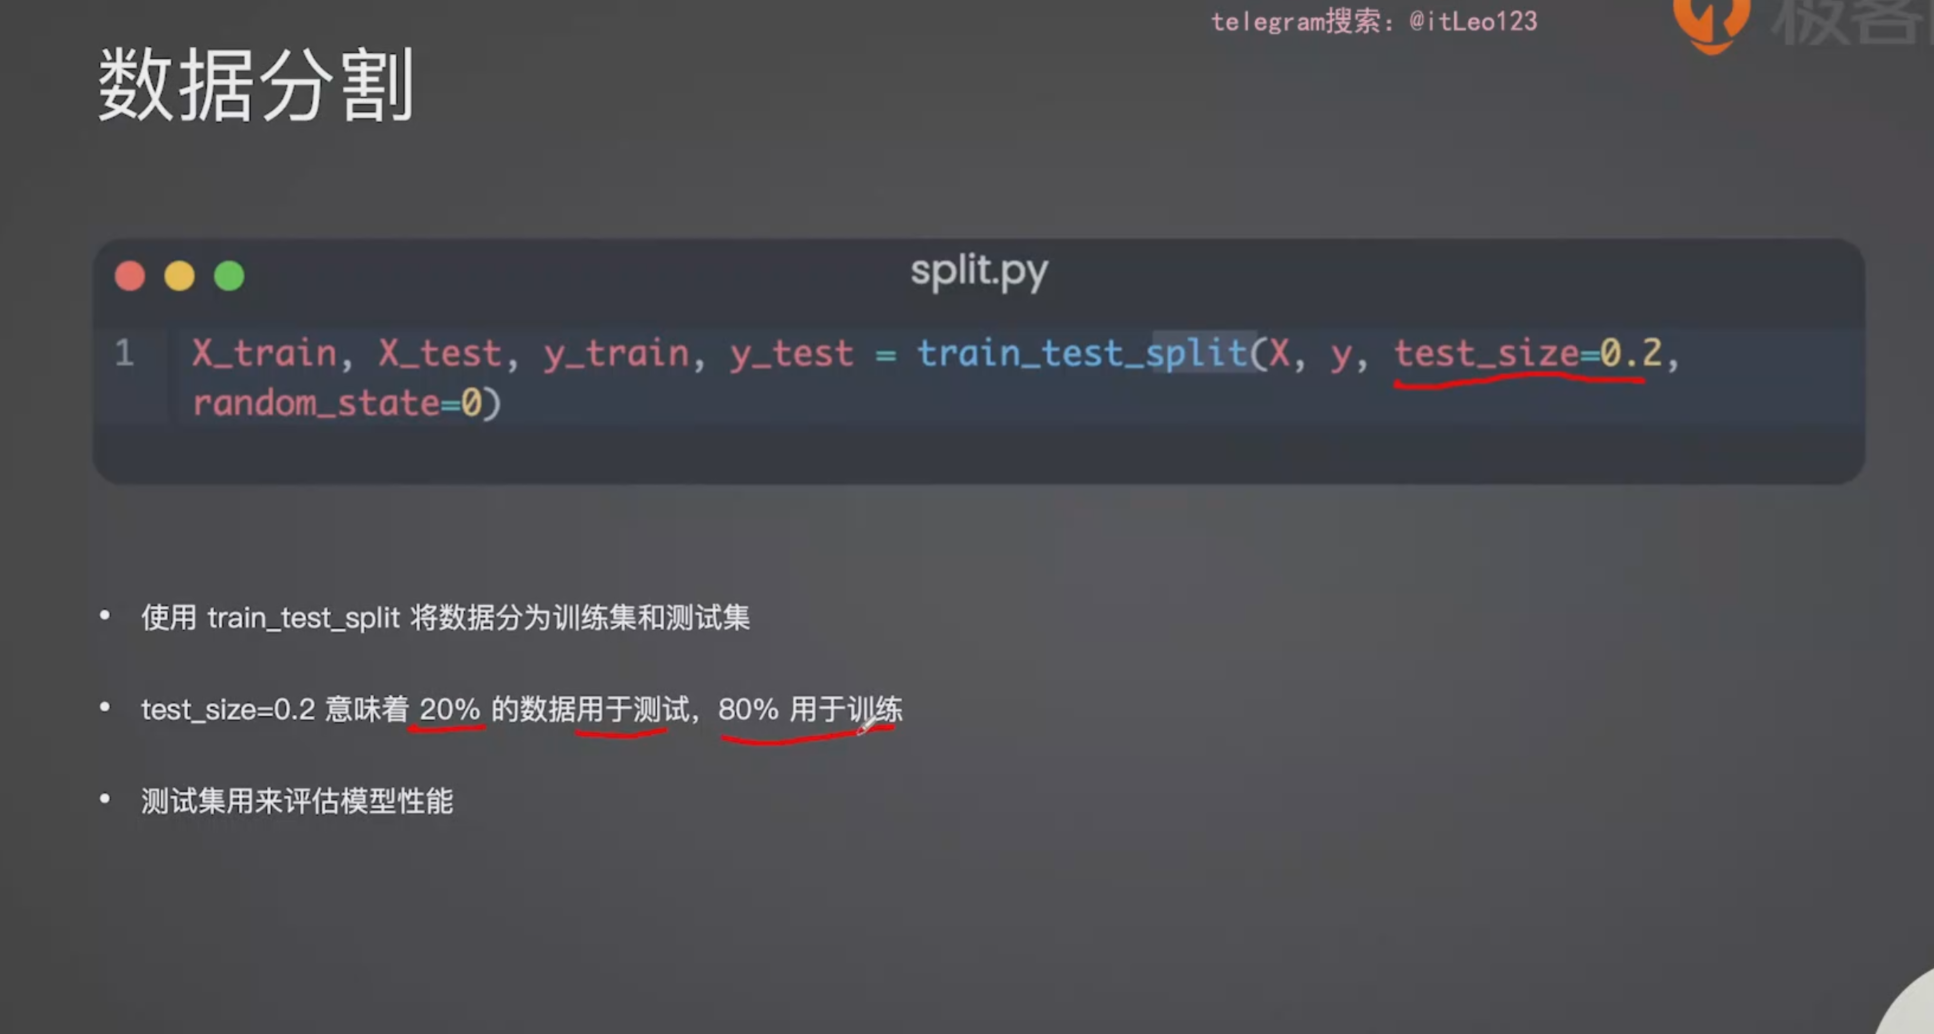 telegram搜索：@itLeo123
极客
数据分割
split.py
1 X_train, X_test, y_train, y_test = train_test_split(X, y, test_size=0.2,
random_state=0)
• 使用 train_test_split 将数据分为训练集和测试集
• test_size=0.2 意味着 20% 的数据用于测试，80% 用于训练
• 测试集用来评估模型性能